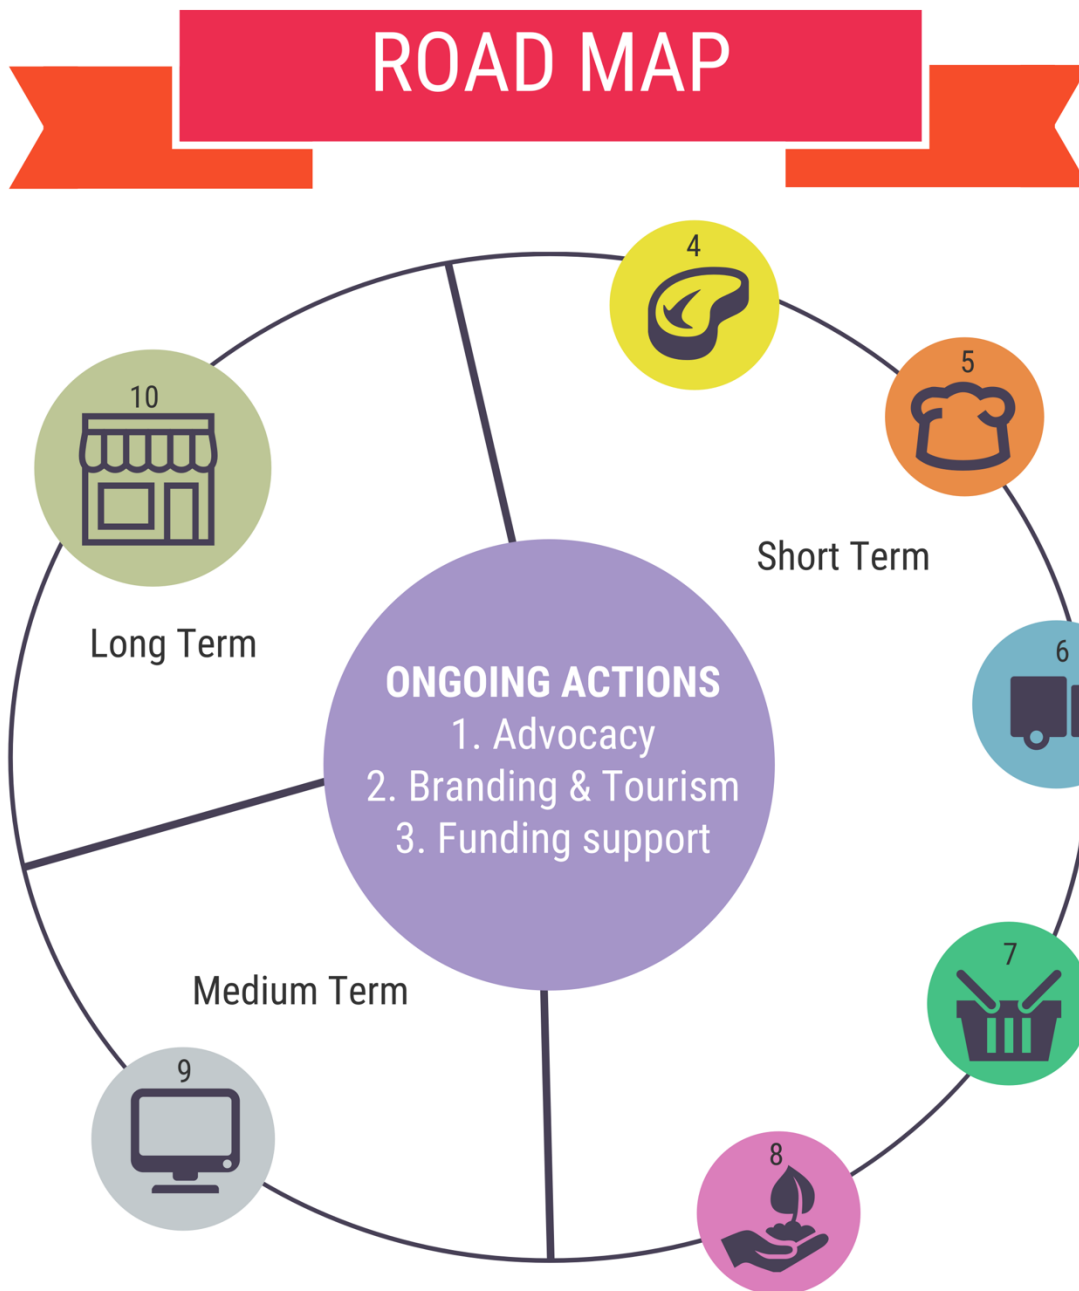 ROAD MAP
4
5
10
Short Term
Long Term
6
ONGOING ACTIONS
1. Advocacy
2. Branding & Tourism
3. Funding support
7
Medium Term
9
8